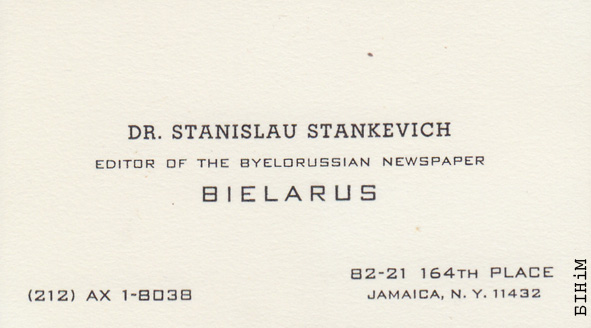 DR. STANISLAU STANKEVICH
EDITOR OF THE BYELORUSSIAN NEWSPAPER
BIELARUS
82-21 164TH PLACE
(212) AX 1-8038
JAMAICA, N. Y. 11432
БІНіМ